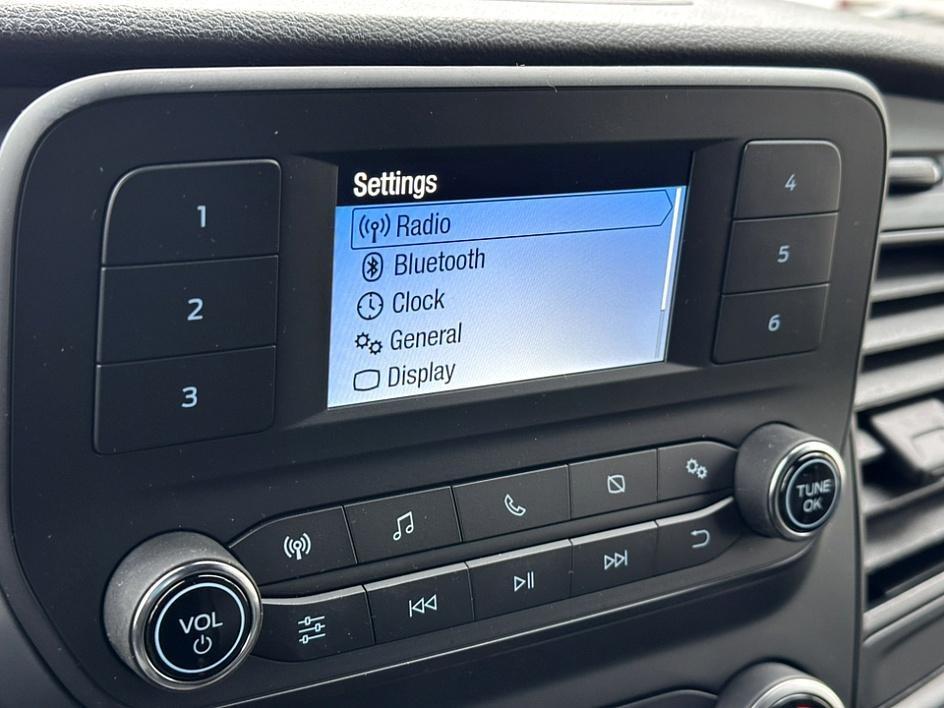 Settings
Radio
Bluetooth
Clock
General
Display
1
2
3
4
5
6
VOL
TUNE
OK